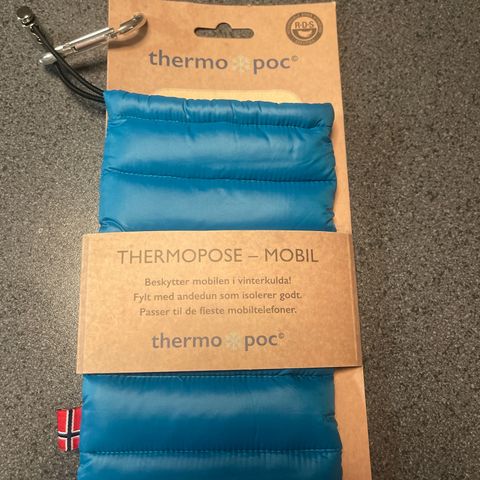 R·D·S
thermo poc©
THERMOPOSE – MOBIL
Beskytter mobilen i vinterkulda!
Fylt med andedun som isolerer godt.
Passer til de fleste mobiltelefoner.
thermo poc©